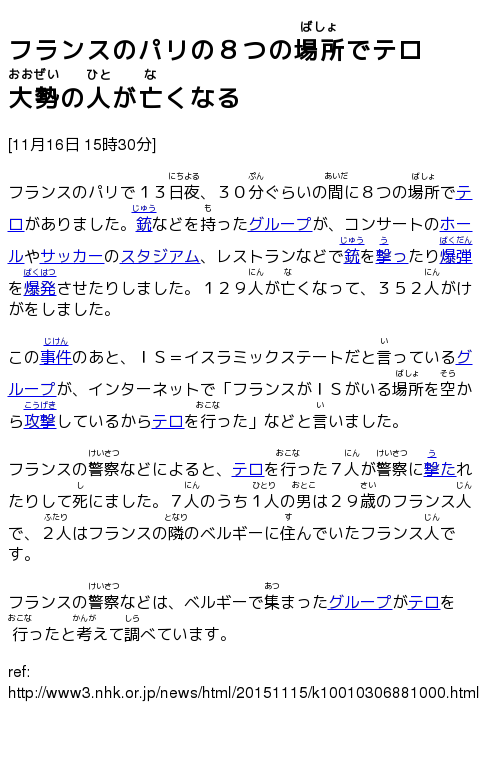 フランスのパリの８つの場所でテロ
大勢の人が亡くなる
[11月16日 15時30分]
フランスのパリで１３日夜、３０分ぐらいの間に８つの場所でテ
ロがありました。銃などを持ったグループが、コンサートのホー
ルやサッカーのスタジアム、レストランなどで銃を撃ったり爆弾
を爆発させたりしました。１２９人が亡くなって、３５２人がけ
がをしました。
この事件のあと、ＩＳ＝イスラミックステートだと言っているグ
ループが、インターネットで「フランスがＩＳがいる場所を空か
ら攻撃しているからテロを行った」などと言いました。
フランスの警察などによると、テロを行った７人が警察に撃たれ
たりして死にました。７人のうち１人の男は２９歳のフランス人
で、２人はフランスの隣のベルギーに住んでいたフランス人で
す。
フランスの警察などは、ベルギーで集まったグループがテロを
行ったと考えて調べています。
ref:
http://www3.nhk.or.jp/news/html/20151115/k10010306881000.html